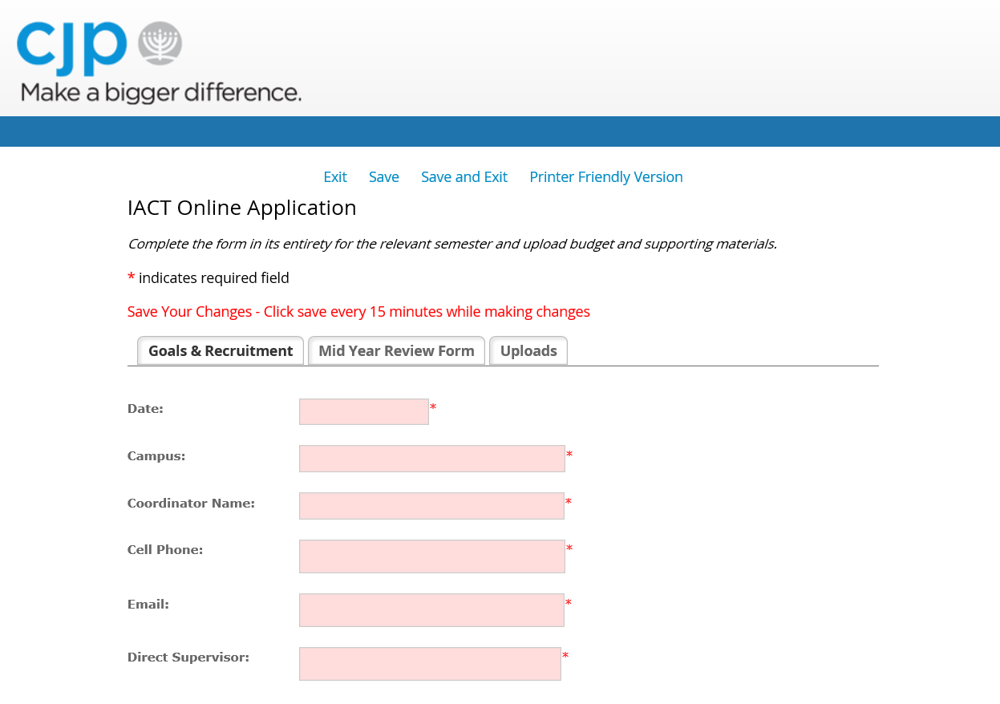 cjp
Make a bigger difference.
Exit Save Save and Exit Printer Friendly Version
IACT Online Application
Complete the form in its entirety for the relevant semester and upload budget and supporting materials.
* indicates required field
Save Your Changes - Click save every 15 minutes while making changes
Goals & Recruitment Mid Year Review Form Uploads
Date: *
Campus: *
Coordinator Name: *
Cell Phone: *
Email: *
Direct Supervisor: *